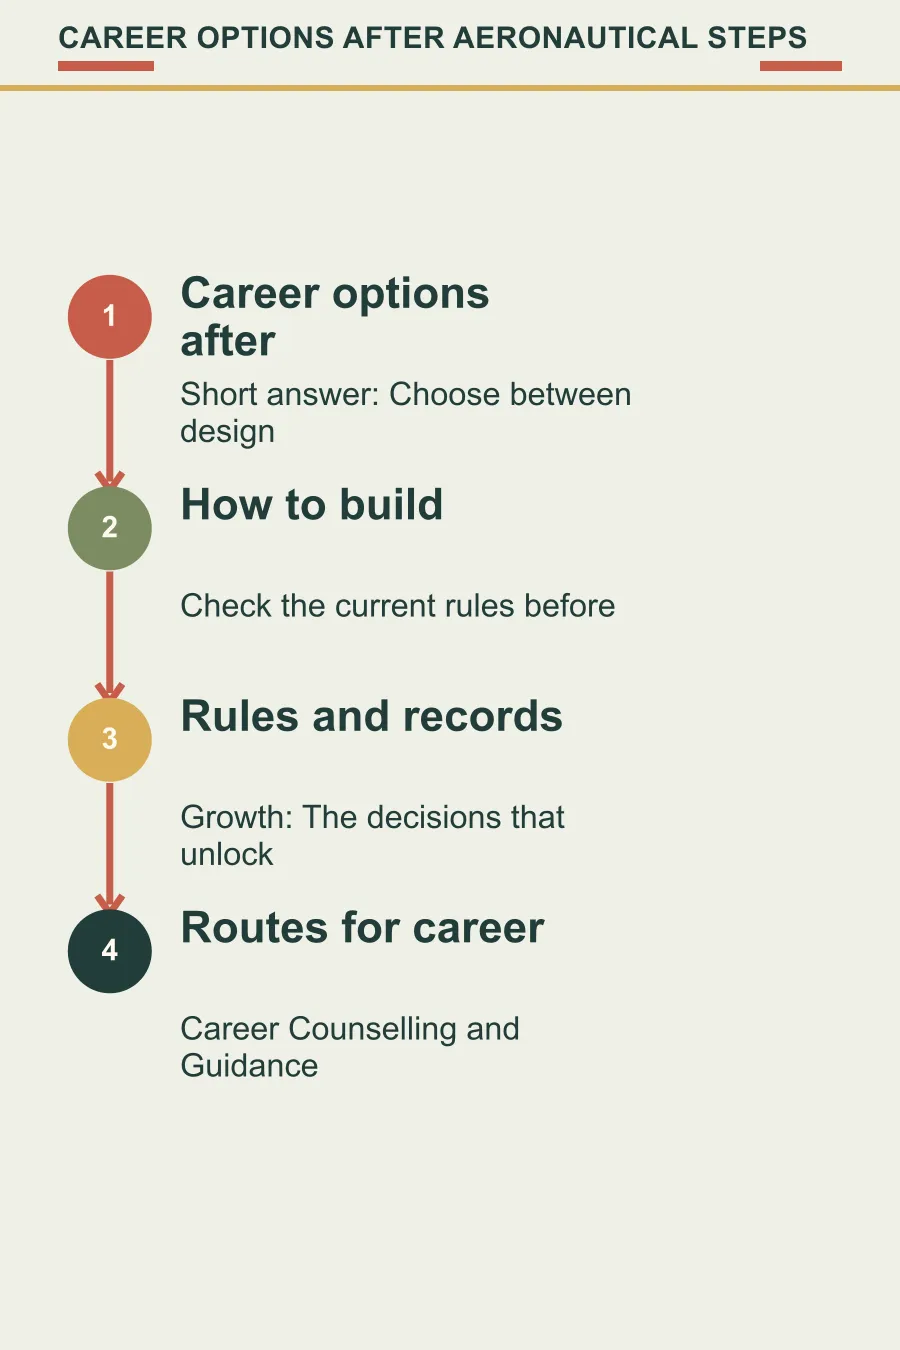 CAREER OPTIONS AFTER AERONAUTICAL STEPS
1
Career options
after
Short answer: Choose between
design
2
How to build
Check the current rules before
3
Rules and records
Growth: The decisions that
unlock
4
Routes for career
Career Counselling and
Guidance